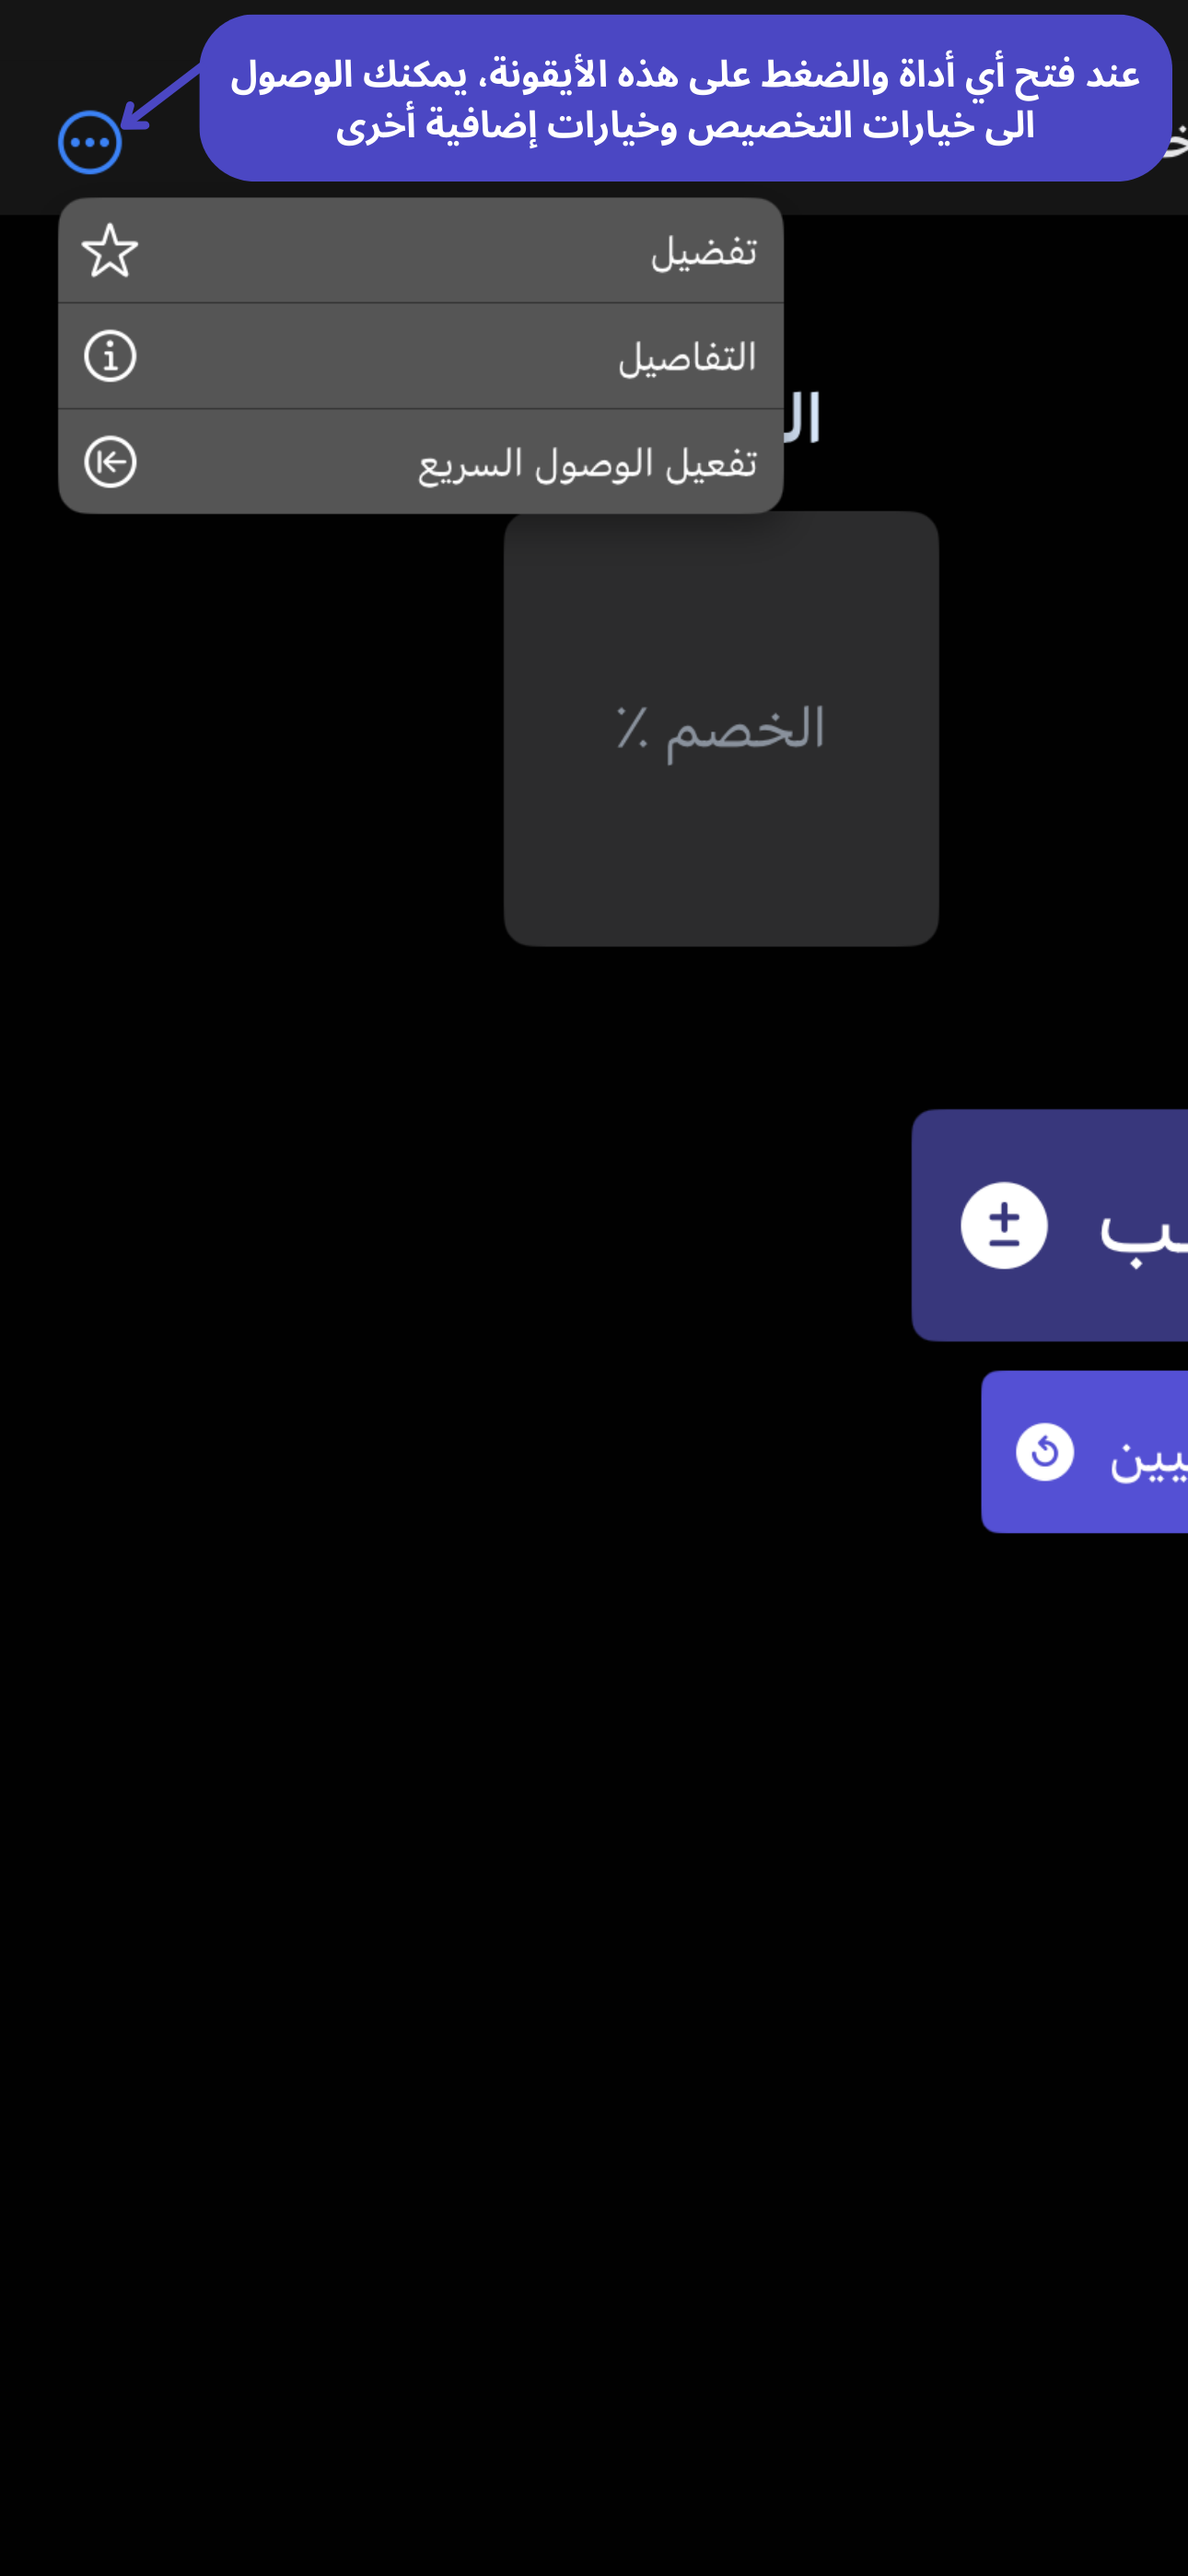 عند فتح أي أداة والضغط على هذه الأيقونة، يمكنك الوصول
الى خيارات التخصيص وخيارات إضافية أخرى
تفضيل
التفاصيل
تفعيل الوصول السريع
الخصم ٪